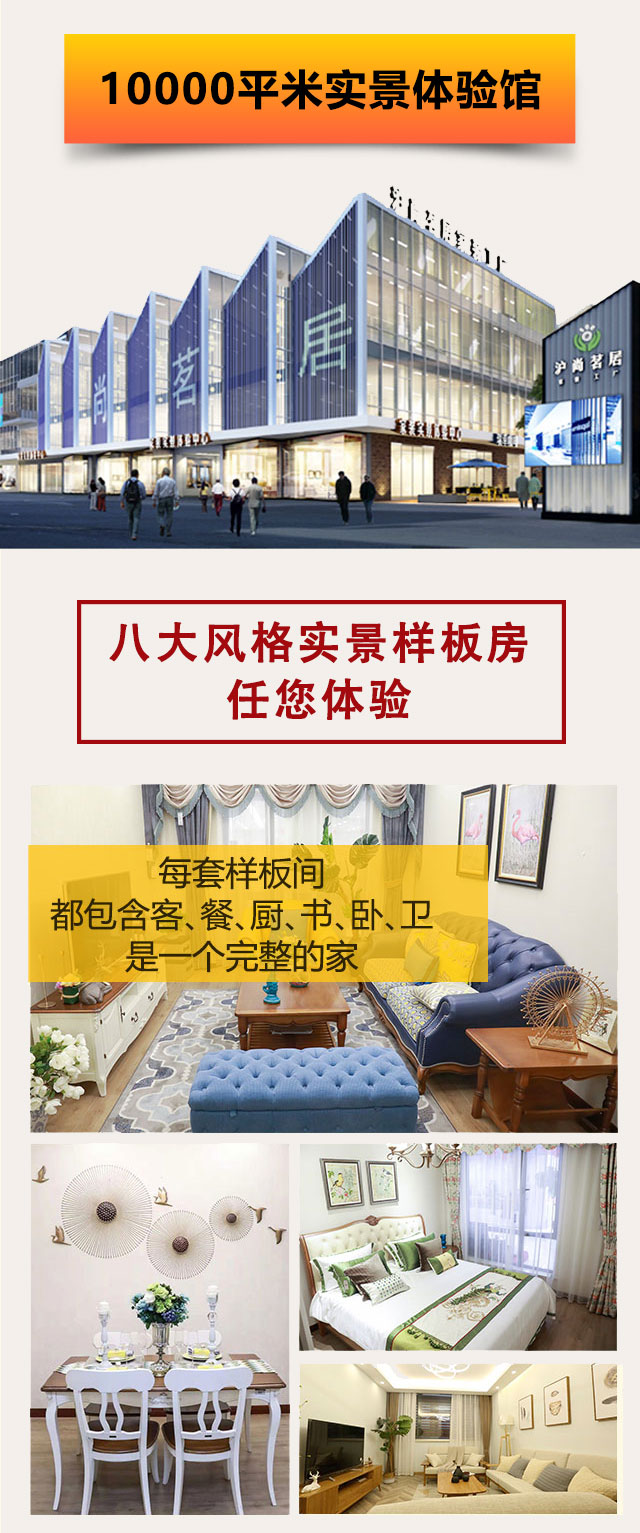 10000平米实景体验馆
尚
茗
居
沪尚茗居
八大风格实景样板房
任您体验
每套样板间
都包含客、餐、厨、书、卧、卫
是一个完整的家